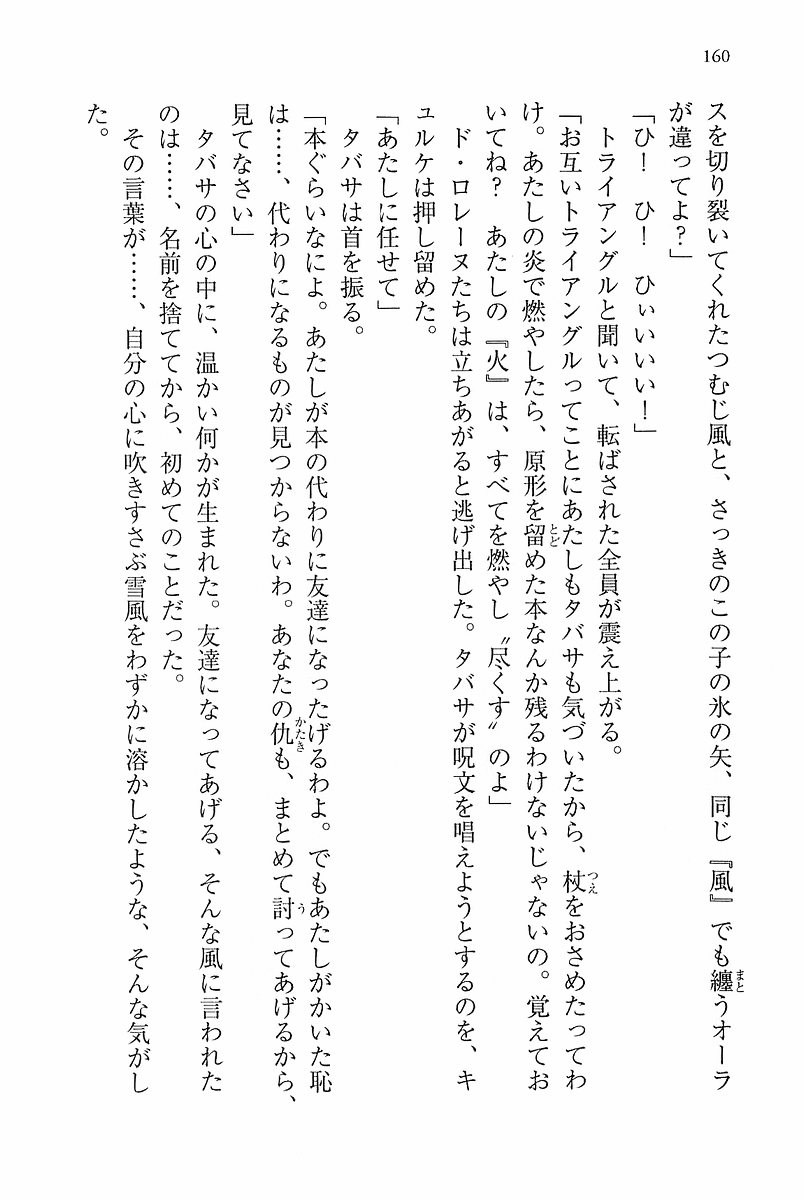 160
スを切り裂いてくれたつむじ風と、さっきのこの子の氷の矢、同じ『風』でも纏うオーラ
が違ってよ?」
「ひ! ひ! ひぃいいい!」
トライアングルと聞いて、転ばされた全員が震え上がる。
「お互いトライアングルってことにあたしもタバサも気づいたから、杖をおさめたってわ
け。あたしの炎で燃やしたら、原形を留めた本なんか残るわけないじゃないの。覚えてお
いてね? あたしの『火』は、すべてを燃やし〝尽くす〟のよ」
ド・ロレーヌたちは立ちあがると逃げ出した。タバサが呪文を唱えようとするのを、キ
ュルケは押し留めた。
「あたしに任せて」
タバサは首を振る。
「本ぐらいなによ。あたしが本の代わりに友達になったげるわよ。でもあたしがかいた恥
は……、代わりになるものが見つからないわ。あなたの仇も、まとめて討ってあげるから、
見てなさい」
タバサの心の中に、温かい何かが生まれた。友達になってあげる、そんな風に言われた
のは……、名前を捨ててから、初めてのことだった。
その言葉が……、自分の心に吹きすさぶ雪風をわずかに溶かしたような、そんな気がし
た。
まと
つえ
とど
かたき
う